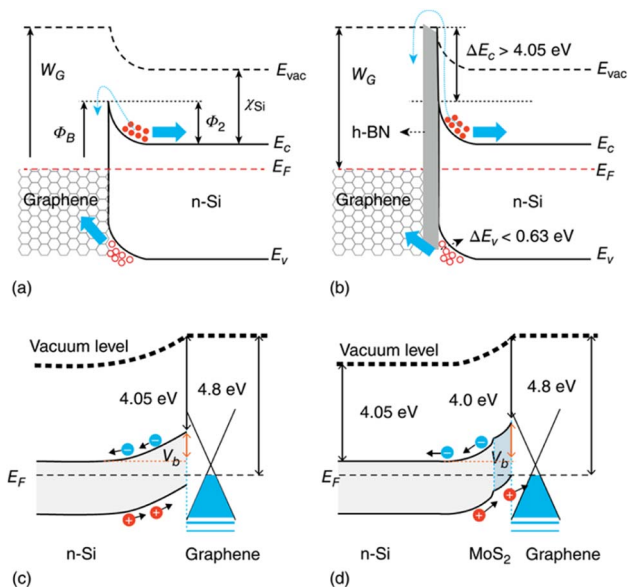 W_G
E_vac
χ_Si
Φ_B
Φ_2
E_c
E_F
Graphene
n-Si
E_v
(a)
W_G
ΔE_c > 4.05 eV
E_vac
h-BN
E_c
E_F
Graphene
n-Si
ΔE_v < 0.63 eV
E_v
(b)
Vacuum level
4.05 eV
4.8 eV
V_b
E_F
n-Si
Graphene
(c)
Vacuum level
4.05 eV
4.0 eV
4.8 eV
V_b
E_F
n-Si
MoS₂
Graphene
(d)